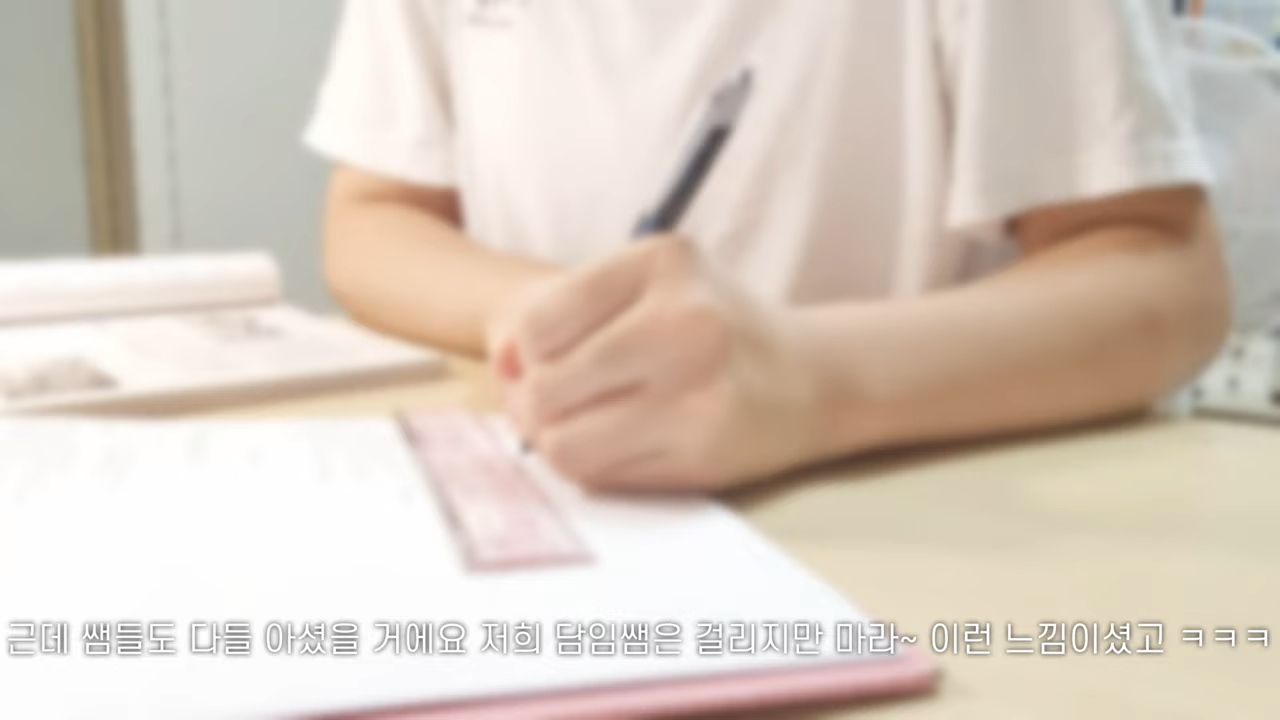 근데 쌤들도 다들 아셨을 거에요 저희 담임쌤은 걸리지만 마라~ 이런 느낌이셨고 ㅋㅋㅋ